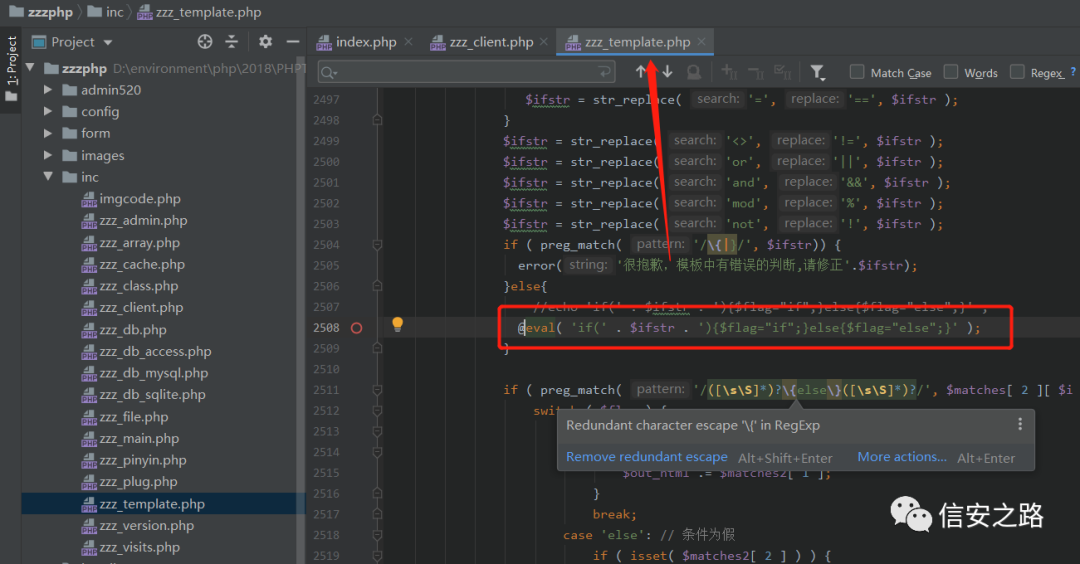 zzzphp
inc
zzz_template.php
1: Project
Project
index.php
zzz_client.php
zzz_template.php
zzzphp D:\environment\php\2018\PHPT
admin520
config
form
images
inc
imgcode.php
zzz_admin.php
zzz_array.php
zzz_cache.php
zzz_class.php
zzz_client.php
zzz_db.php
zzz_db_access.php
zzz_db_mysql.php
zzz_db_sqlite.php
zzz_file.php
zzz_main.php
zzz_pinyin.php
zzz_plug.php
zzz_template.php
zzz_version.php
zzz_visits.php
Match Case
Words
Regex
?
2497 $ifstr = str_replace( search: '=', replace: '==', $ifstr );
2498 }
2499 $ifstr = str_replace( search: '<>', replace: '!=', $ifstr );
2500 $ifstr = str_replace( search: 'or', replace: '||', $ifstr );
2501 $ifstr = str_replace( search: 'and', replace: '&&', $ifstr );
2502 $ifstr = str_replace( search: 'mod', replace: '%', $ifstr );
2503 $ifstr = str_replace( search: 'not', replace: '!', $ifstr );
2504 if ( preg_match( pattern: '/\{|}/', $ifstr)) {
2505 error( string: '很抱歉，模板中有错误的判断,请修正'.$ifstr);
2506 }else{
2507 //echo 'if(' . $ifstr . '){$flag="if";}else{$flag="else";}' ;
2508 @eval( 'if(' . $ifstr . '){$flag="if";}else{$flag="else";}' );
2509 }
2510
2511 if ( preg_match( pattern: '/([\s\S]*)?\{else\}([\s\S]*)?/', $matches[ 2 ][ $i
2512 switch
2513
2514
2515 $out_html .= $matches2[ 1 ];
2516 }
2517 break;
2518 case 'else': // 条件为假
2519 if ( isset( $matches2[ 2 ] ) ) {
Redundant character escape '\{' in RegExp
Remove redundant escape Alt+Shift+Enter More actions... Alt+Enter
信安之路